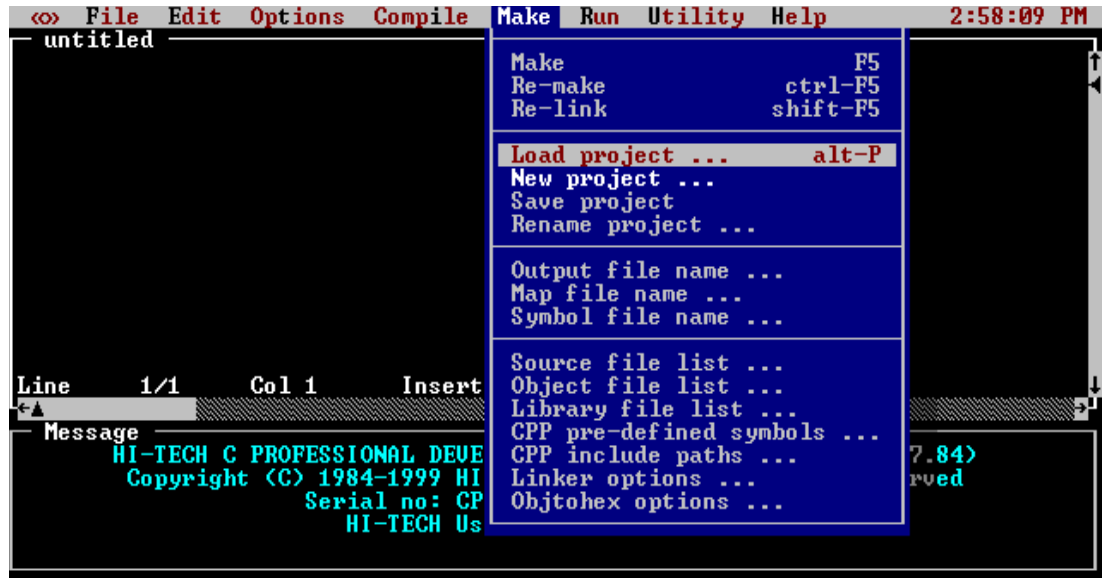 <> File Edit Options Compile Make Run Utility Help 2:58:09 PM
untitled
Make F5
Re-make ctrl-F5
Re-link shift-F5
Load project ... alt-P
New project ...
Save project
Rename project ...
Output file name ...
Map file name ...
Symbol file name ...
Source file list ...
Object file list ...
Library file list ...
CPP pre-defined symbols ...
CPP include paths ...
Linker options ...
Objtohex options ...
Line 1/1 Col 1 Insert
Message
HI-TECH C PROFESSIONAL DEVE 7.84)
Copyright (C) 1984-1999 HI rved
Serial no: CP
HI-TECH Us